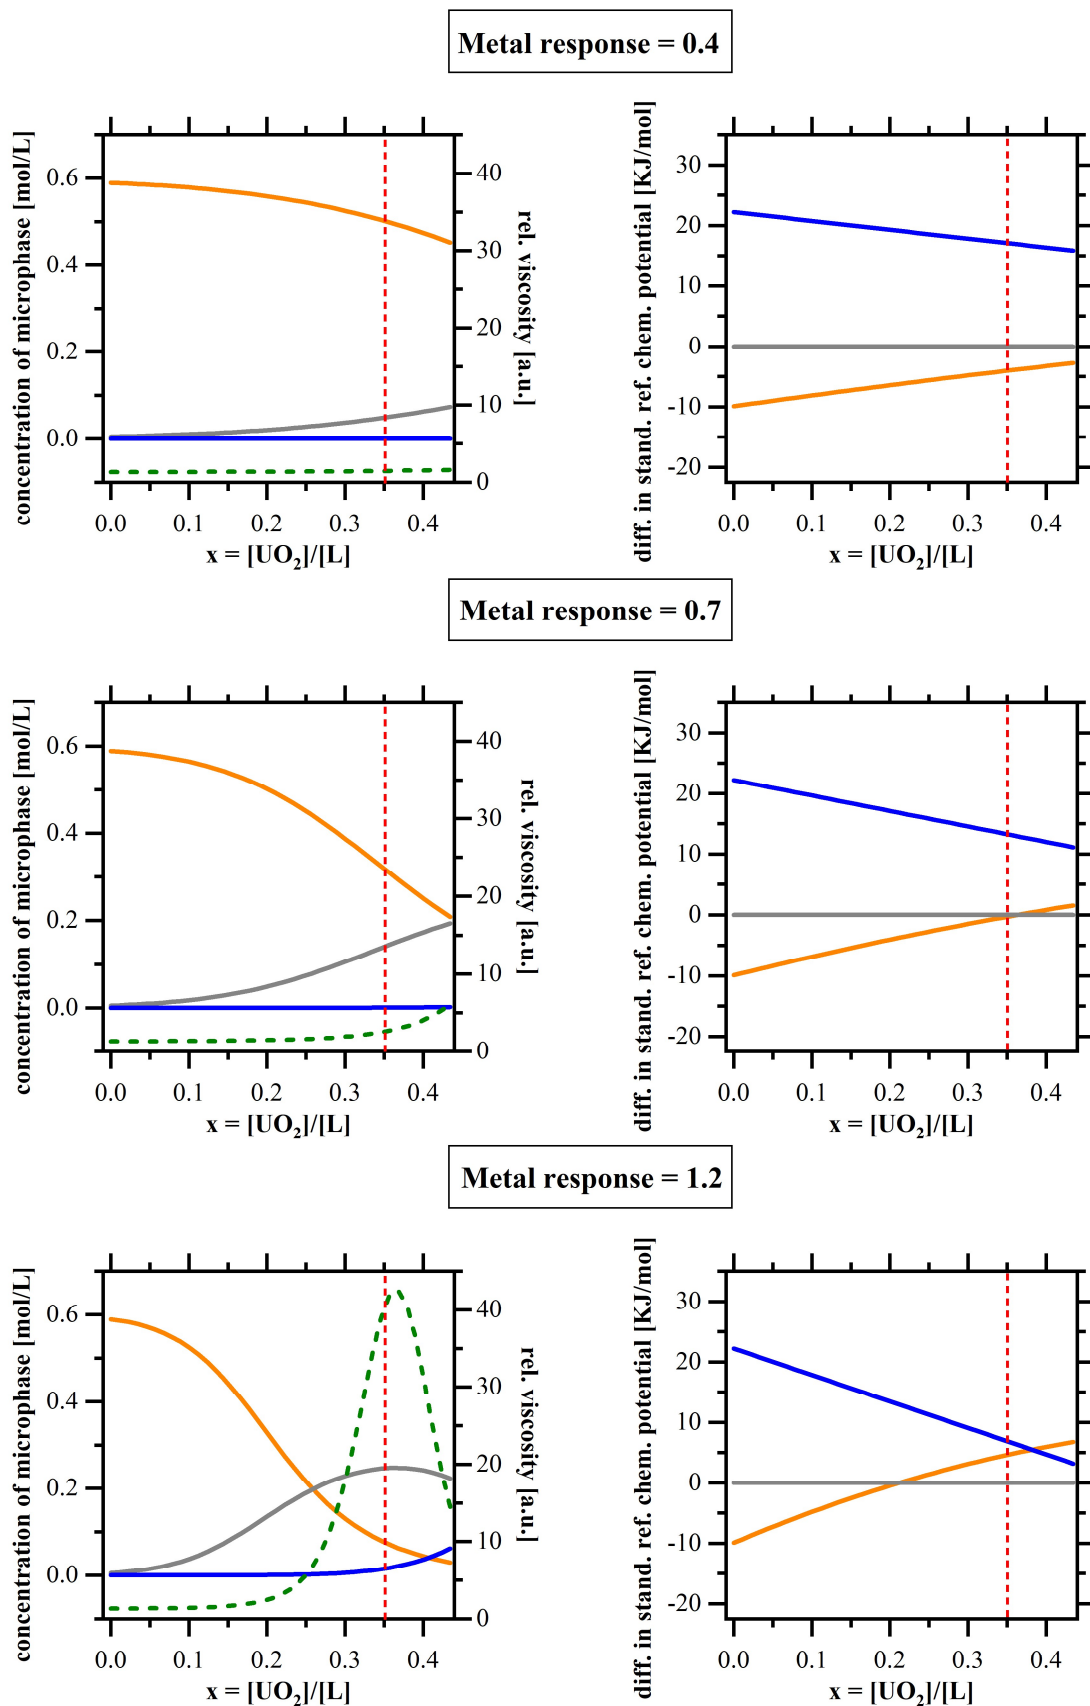 Metal response = 0.4
concentration of microphase [mol/L]
0.6
0.4
0.2
0.0
40
30
20
10
0
rel. viscosity [a.u.]
0.0 0.1 0.2 0.3 0.4
x = [UO₂]/[L]
diff. in stand. ref. chem. potential [KJ/mol]
30
20
10
0
-10
-20
0.0 0.1 0.2 0.3 0.4
x = [UO₂]/[L]
Metal response = 0.7
concentration of microphase [mol/L]
0.6
0.4
0.2
0.0
40
30
20
10
0
rel. viscosity [a.u.]
0.0 0.1 0.2 0.3 0.4
x = [UO₂]/[L]
diff. in stand. ref. chem. potential [KJ/mol]
30
20
10
0
-10
-20
0.0 0.1 0.2 0.3 0.4
x = [UO₂]/[L]
Metal response = 1.2
concentration of microphase [mol/L]
0.6
0.4
0.2
0.0
40
30
20
10
0
rel. viscosity [a.u.]
0.0 0.1 0.2 0.3 0.4
x = [UO₂]/[L]
diff. in stand. ref. chem. potential [KJ/mol]
30
20
10
0
-10
-20
0.0 0.1 0.2 0.3 0.4
x = [UO₂]/[L]